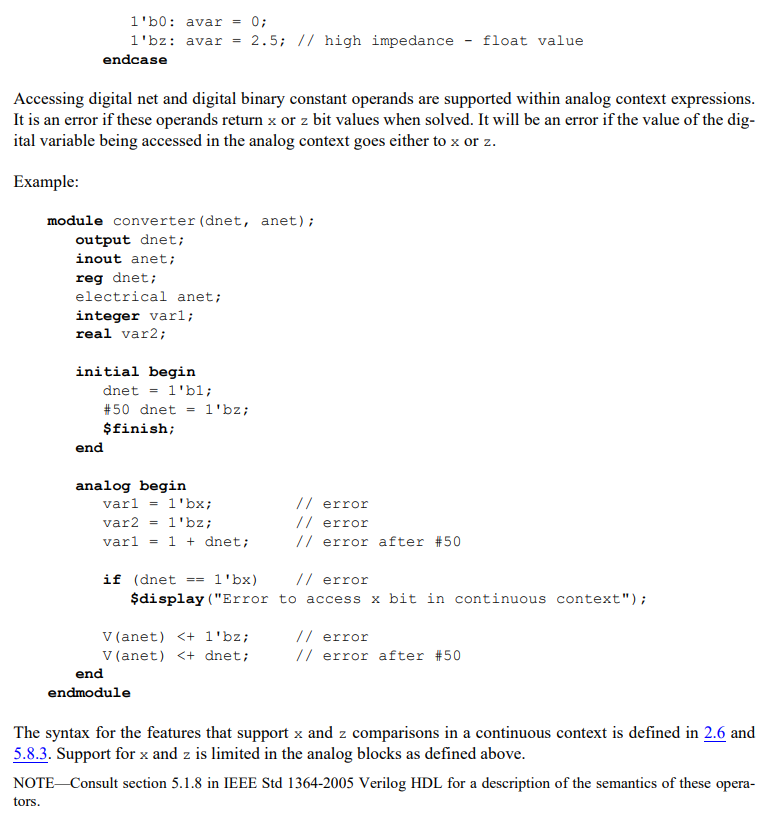 1'b0: avar = 0;
1'bz: avar = 2.5; // high impedance - float value
endcase
Accessing digital net and digital binary constant operands are supported within analog context expressions.
It is an error if these operands return x or z bit values when solved. It will be an error if the value of the dig-
ital variable being accessed in the analog context goes either to x or z.
Example:
module converter(dnet, anet);
output dnet;
inout anet;
reg dnet;
electrical anet;
integer var1;
real var2;
initial begin
dnet = 1'b1;
#50 dnet = 1'bz;
$finish;
end
analog begin
var1 = 1'bx; // error
var2 = 1'bz; // error
var1 = 1 + dnet; // error after #50
if (dnet == 1'bx) // error
$display("Error to access x bit in continuous context");
V(anet) <+ 1'bz; // error
V(anet) <+ dnet; // error after #50
end
endmodule
The syntax for the features that support x and z comparisons in a continuous context is defined in 2.6 and
5.8.3. Support for x and z is limited in the analog blocks as defined above.
NOTE—Consult section 5.1.8 in IEEE Std 1364-2005 Verilog HDL for a description of the semantics of these opera-
tors.